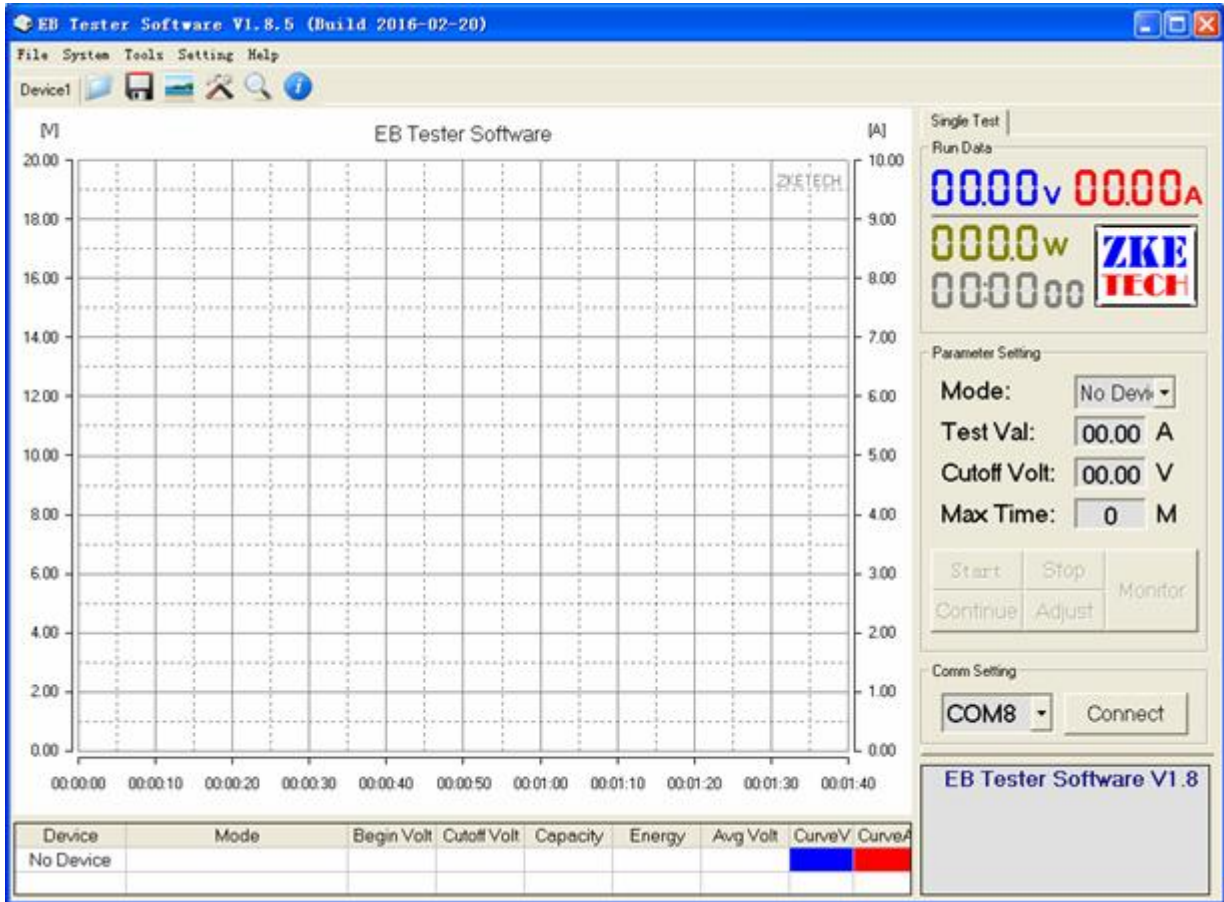 EB Tester Software V1.8.5 (Build 2016-02-20)
File System Tools Setting Help
Device1
[V] EB Tester Software [A]
ZKETECH
20.00 10.00
18.00 9.00
16.00 8.00
14.00 7.00
12.00 6.00
10.00 5.00
8.00 4.00
6.00 3.00
4.00 2.00
2.00 1.00
0.00 0.00
00:00:00 00:00:10 00:00:20 00:00:30 00:00:40 00:00:50 00:01:00 00:01:10 00:01:20 00:01:30 00:01:40
Device Mode Begin Volt Cutoff Volt Capacity Energy Avg Volt CurveV CurveA
No Device
Single Test
Run Data
00.00V 00.00A
000.0W
00:00 00
ZKE
TECH
Parameter Setting
Mode: No Devi
Test Val: 00.00 A
Cutoff Volt: 00.00 V
Max Time: 0 M
Start Stop Monitor
Continue Adjust
Comm Setting
COM8 Connect
EB Tester Software V1.8